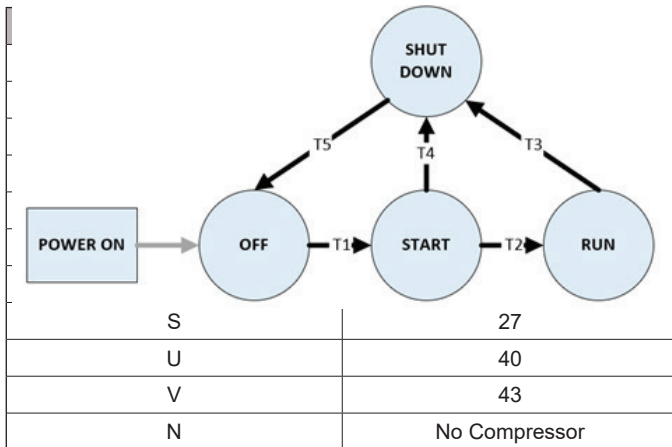 SHUT
DOWN
T5
T4
T3
POWER ON
OFF
T1
START
T2
RUN
S 27
U 40
V 43
N No Compressor